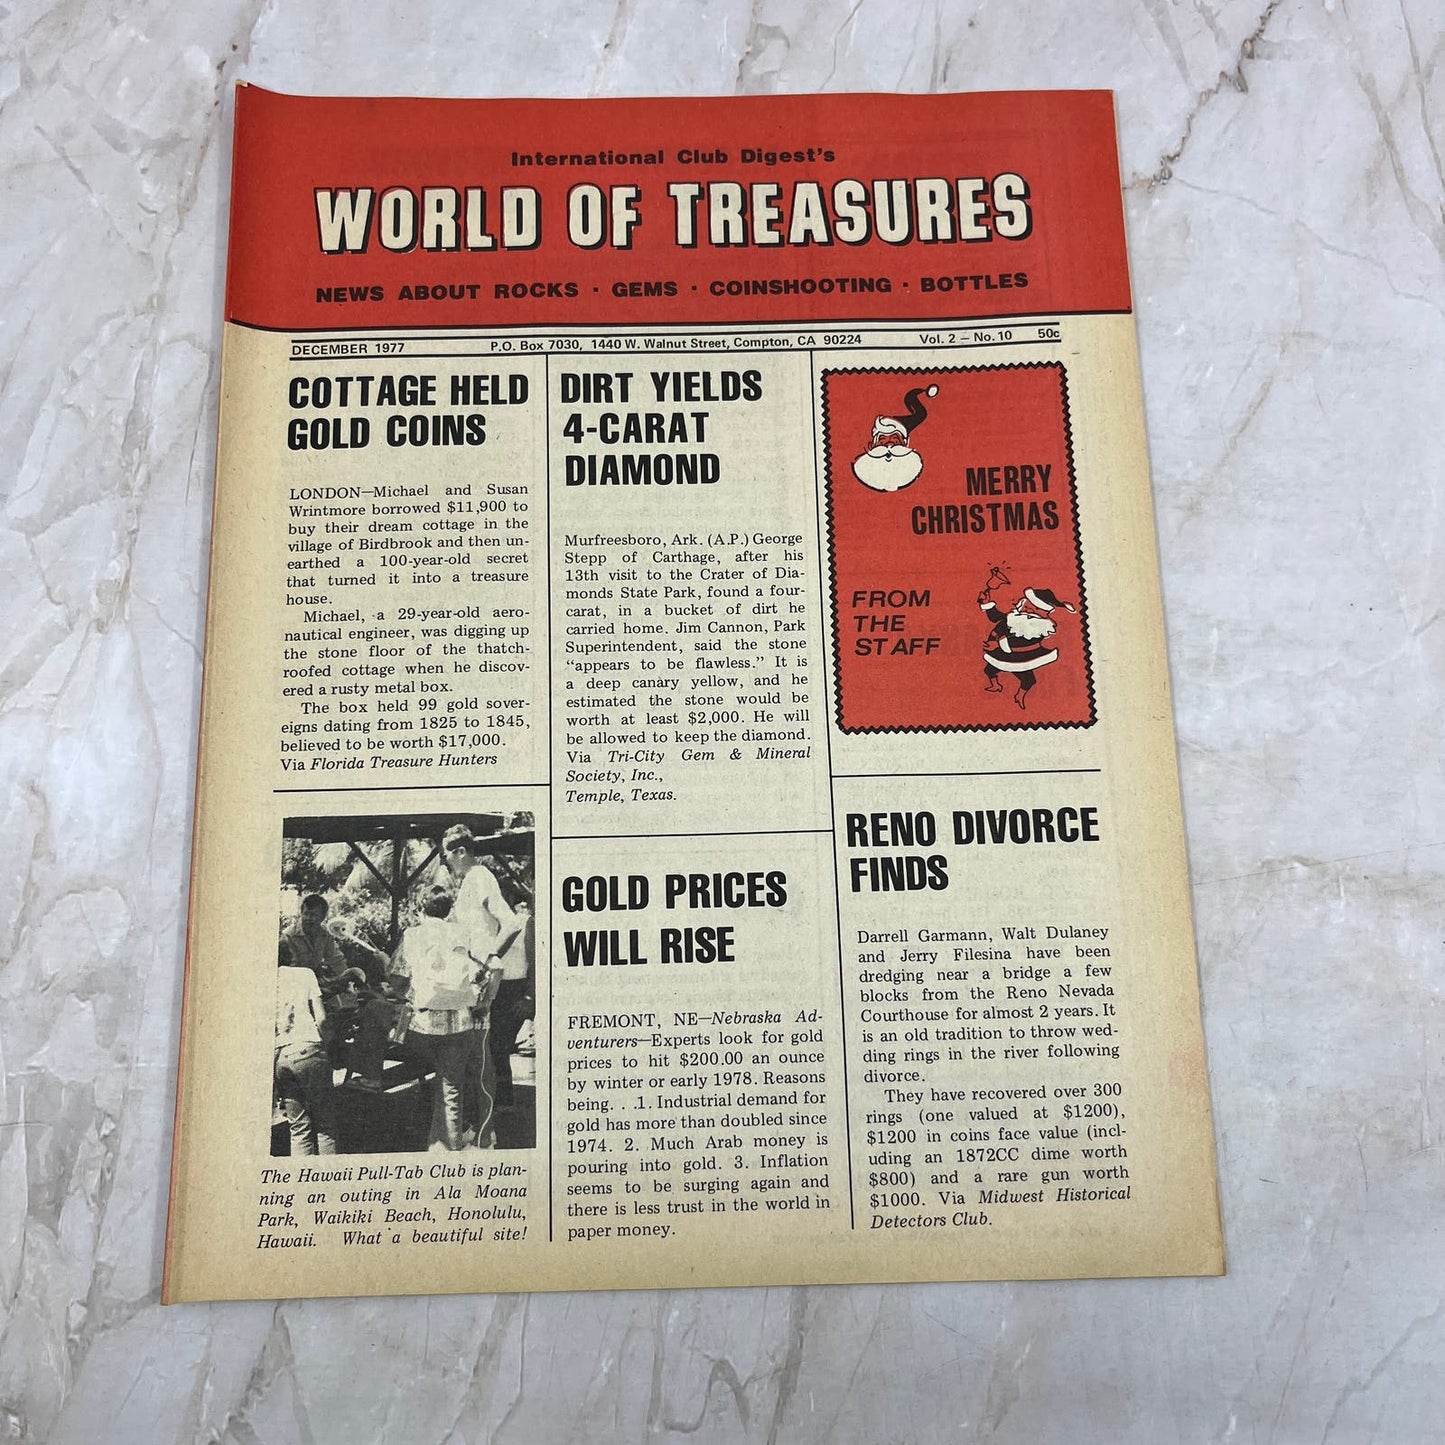 International Club Digest's
WORLD OF TREASURES
NEWS ABOUT ROCKS · GEMS · COINSHOOTING · BOTTLES
DECEMBER 1977 P.O. Box 7030, 1440 W. Walnut Street, Compton, CA 90224 Vol. 2 – No. 10 50c
COTTAGE HELD
GOLD COINS
LONDON—Michael and Susan
Wrintmore borrowed $11,900 to
buy their dream cottage in the
village of Birdbrook and then un-
earthed a 100-year-old secret
that turned it into a treasure
house.
Michael, a 29-year-old aero-
nautical engineer, was digging up
the stone floor of the thatch-
roofed cottage when he discov-
ered a rusty metal box.
The box held 99 gold sover-
eigns dating from 1825 to 1845,
believed to be worth $17,000.
Via Florida Treasure Hunters
The Hawaii Pull-Tab Club is plan-
ning an outing in Ala Moana
Park, Waikiki Beach, Honolulu,
Hawaii. What a beautiful site!
DIRT YIELDS
4-CARAT
DIAMOND
Murfreesboro, Ark. (A.P.) George
Stepp of Carthage, after his
13th visit to the Crater of Dia-
monds State Park, found a four-
carat, in a bucket of dirt he
carried home. Jim Cannon, Park
Superintendent, said the stone
"appears to be flawless." It is
a deep canary yellow, and he
estimated the stone would be
worth at least $2,000. He will
be allowed to keep the diamond.
Via Tri-City Gem & Mineral
Society, Inc.,
Temple, Texas.
GOLD PRICES
WILL RISE
FREMONT, NE—Nebraska Ad-
venturers—Experts look for gold
prices to hit $200.00 an ounce
by winter or early 1978. Reasons
being. . .1. Industrial demand for
gold has more than doubled since
1974. 2. Much Arab money is
pouring into gold. 3. Inflation
seems to be surging again and
there is less trust in the world in
paper money.
MERRY
CHRISTMAS
FROM
THE
STAFF
RENO DIVORCE
FINDS
Darrell Garmann, Walt Dulaney
and Jerry Filesina have been
dredging near a bridge a few
blocks from the Reno Nevada
Courthouse for almost 2 years. It
is an old tradition to throw wed-
ding rings in the river following
divorce.
They have recovered over 300
rings (one valued at $1200),
$1200 in coins face value (incl-
uding an 1872CC dime worth
$800) and a rare gun worth
$1000. Via Midwest Historical
Detectors Club.